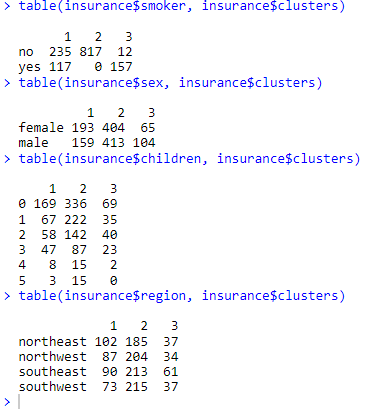 > table(insurance$smoker, insurance$clusters)
1 2 3
no 235 817 12
yes 117 0 157
> table(insurance$sex, insurance$clusters)
1 2 3
female 193 404 65
male 159 413 104
> table(insurance$children, insurance$clusters)
1 2 3
0 169 336 69
1 67 222 35
2 58 142 40
3 47 87 23
4 8 15 2
5 3 15 0
> table(insurance$region, insurance$clusters)
1 2 3
northeast 102 185 37
northwest 87 204 34
southeast 90 213 61
southwest 73 215 37
>